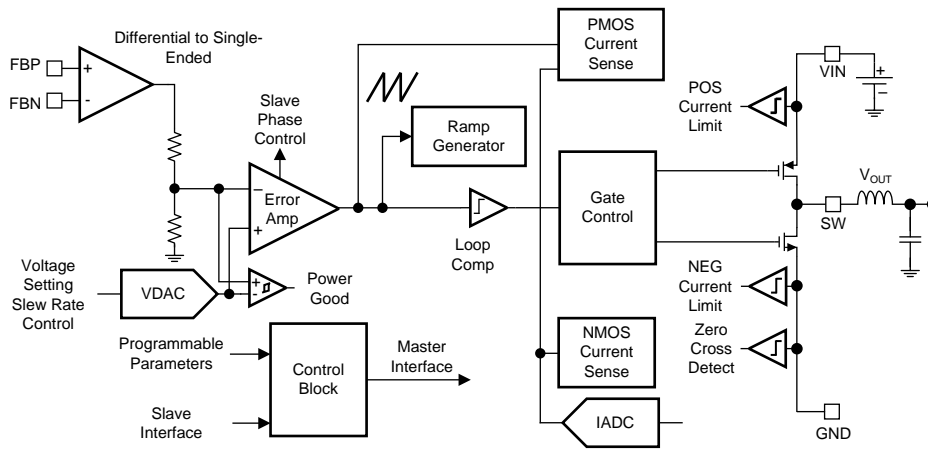 Differential to Single-
Ended
FBP
FBN
+
-
PMOS
Current
Sense
VIN
+
−
POS
Current
Limit
Slave
Phase
Control
Ramp
Generator
−
Error
Amp
+
Loop
Comp
Gate
Control
VOUT
SW
Voltage
Setting
Slew Rate
Control
VDAC
+
-
Power
Good
NEG
Current
Limit
Programmable
Parameters
Control
Block
Master
Interface
NMOS
Current
Sense
Zero
Cross
Detect
Slave
Interface
IADC
GND